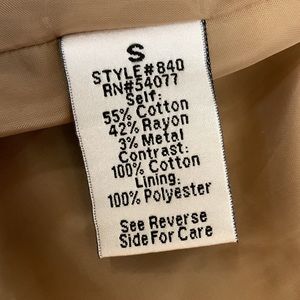 S
STYLE#840
RN#54077
Self:
55% Cotton
42% Rayon
3% Metal
Contrast:
100% Cotton
Lining:
100% Polyester
See Reverse
Side For Care